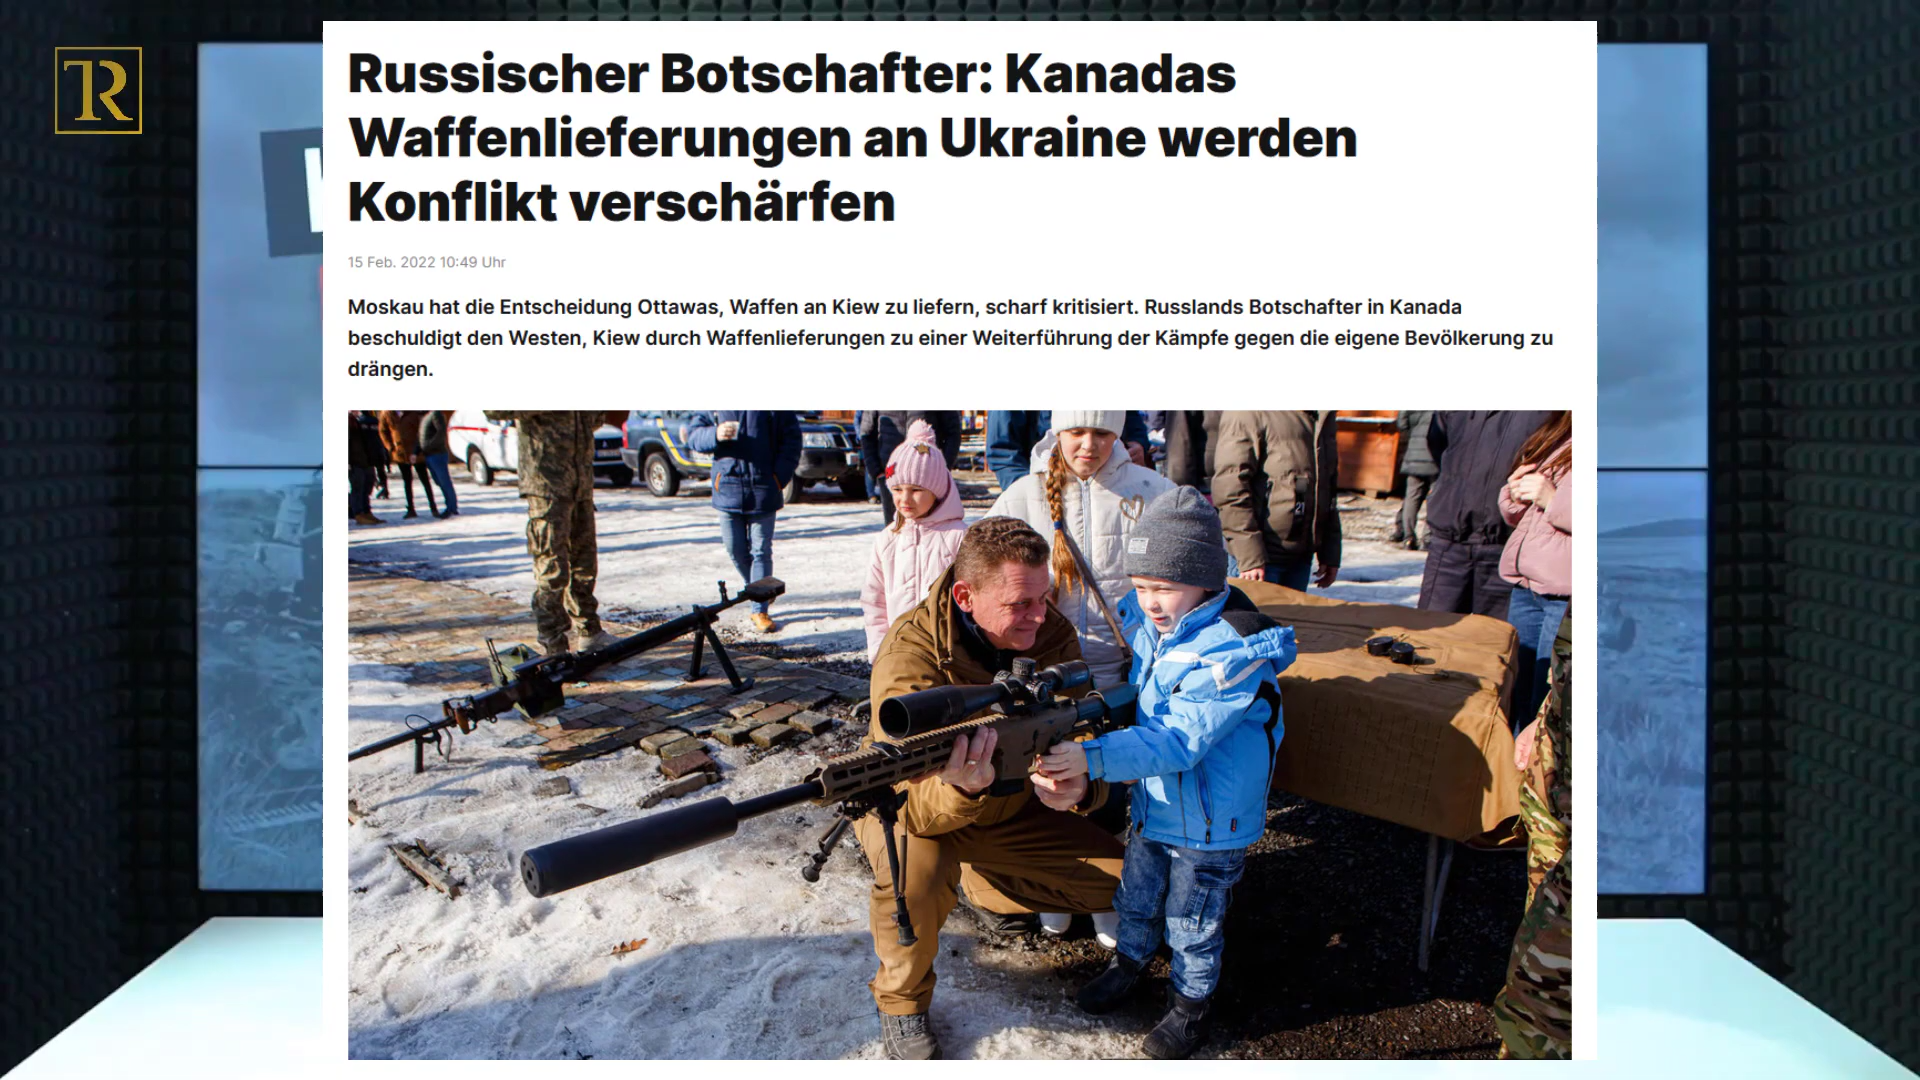 R
Russischer Botschafter: Kanadas
Waffenlieferungen an Ukraine werden
Konflikt verschärfen
15 Feb. 2022 10:49 Uhr
Moskau hat die Entscheidung Ottawas, Waffen an Kiew zu liefern, scharf kritisiert. Russlands Botschafter in Kanada
beschuldigt den Westen, Kiew durch Waffenlieferungen zu einer Weiterführung der Kämpfe gegen die eigene Bevölkerung zu
drängen.
21